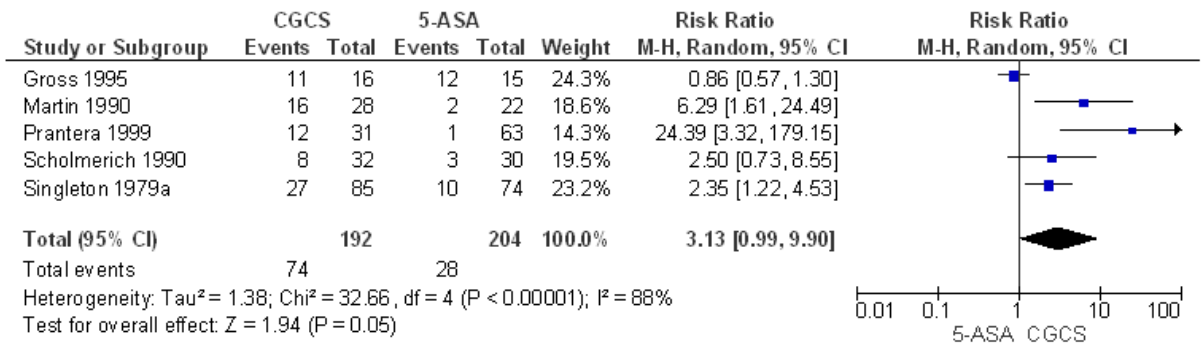 CGCS 5-ASA Risk Ratio Risk Ratio
Study or Subgroup Events Total Events Total Weight M-H, Random, 95% CI M-H, Random, 95% CI
Gross 1995 11 16 12 15 24.3% 0.86 [0.57, 1.30]
Martin 1990 16 28 2 22 18.6% 6.29 [1.61, 24.49]
Prantera 1999 12 31 1 63 14.3% 24.39 [3.32, 179.15]
Scholmerich 1990 8 32 3 30 19.5% 2.50 [0.73, 8.55]
Singleton 1979a 27 85 10 74 23.2% 2.35 [1.22, 4.53]
Total (95% CI) 192 204 100.0% 3.13 [0.99, 9.90]
Total events 74 28
Heterogeneity: Tau² = 1.38; Chi² = 32.66, df = 4 (P < 0.00001); I² = 88%
Test for overall effect: Z = 1.94 (P = 0.05)
0.01 0.1 1 10 100
5-ASA CGCS